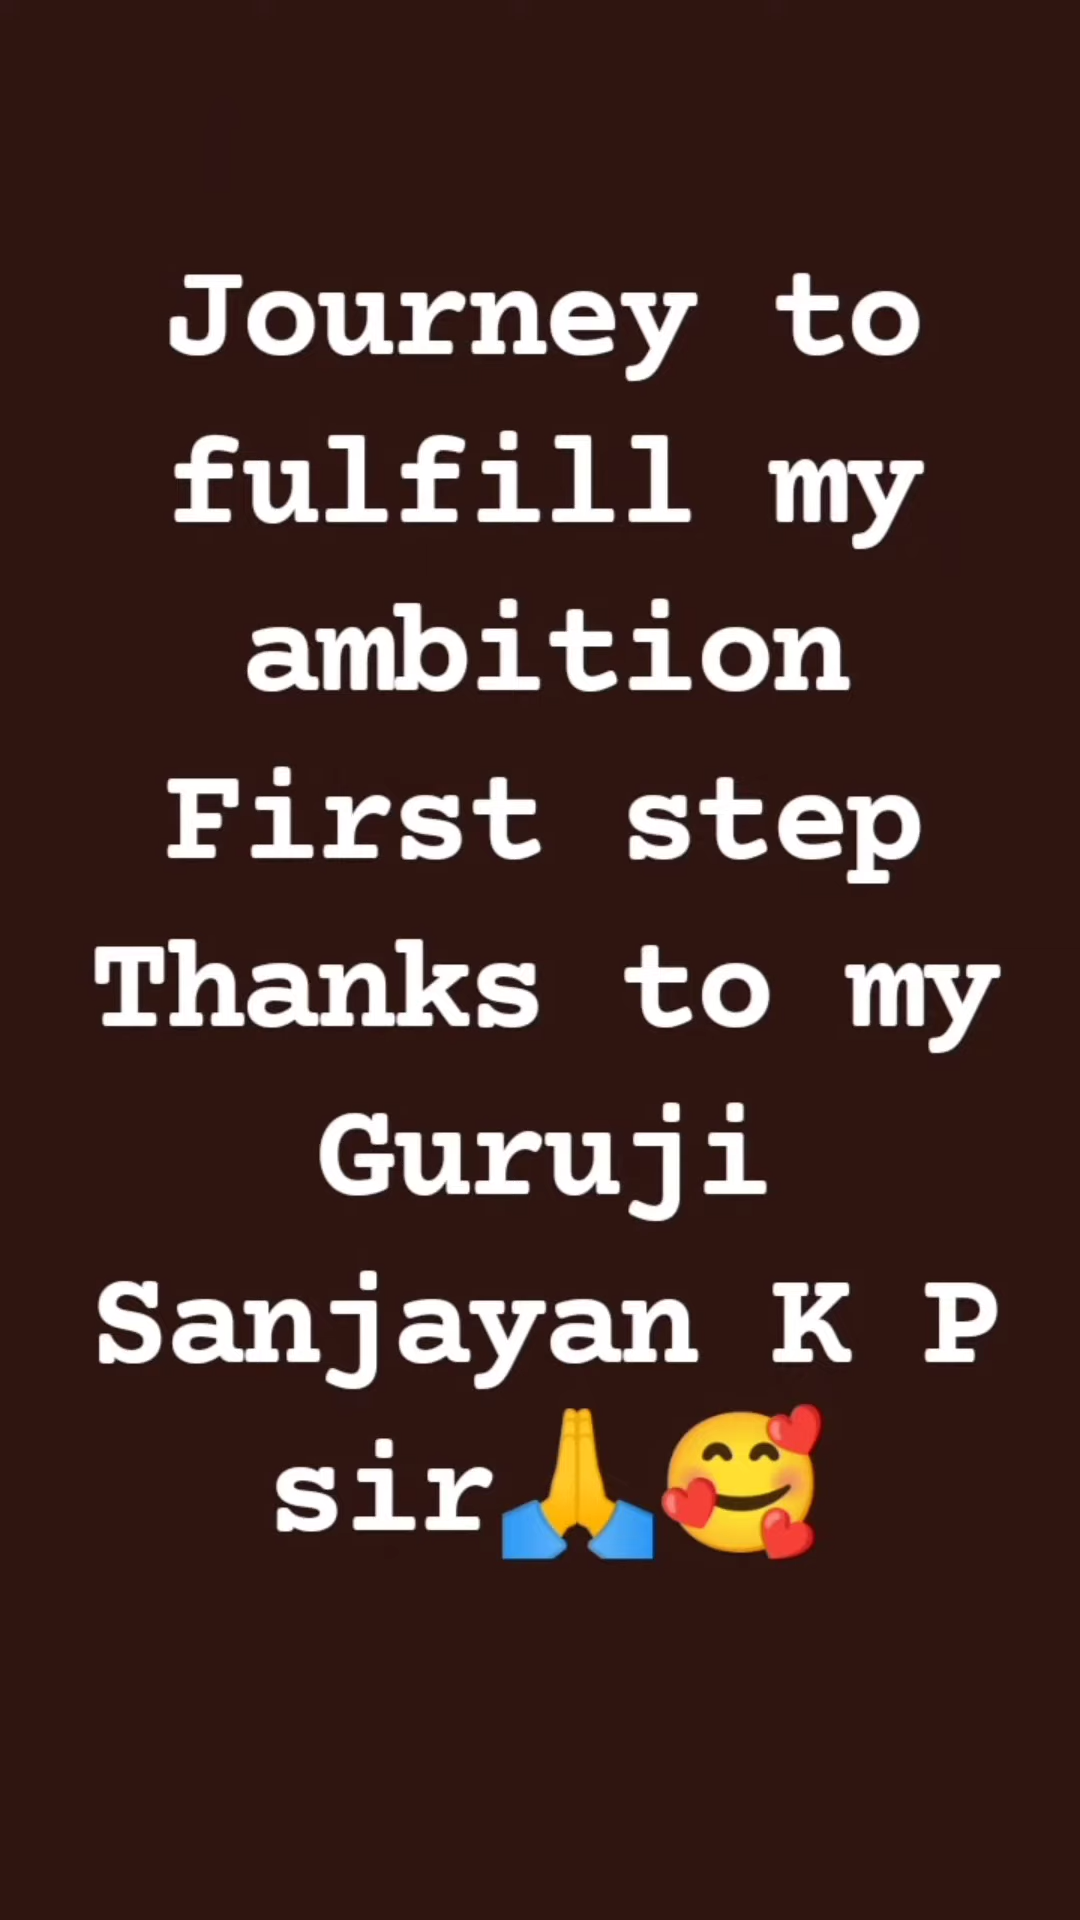 Journey to
fulfill my
ambition
First step
Thanks to my
Guruji
Sanjayan K P
sir🙏🥰